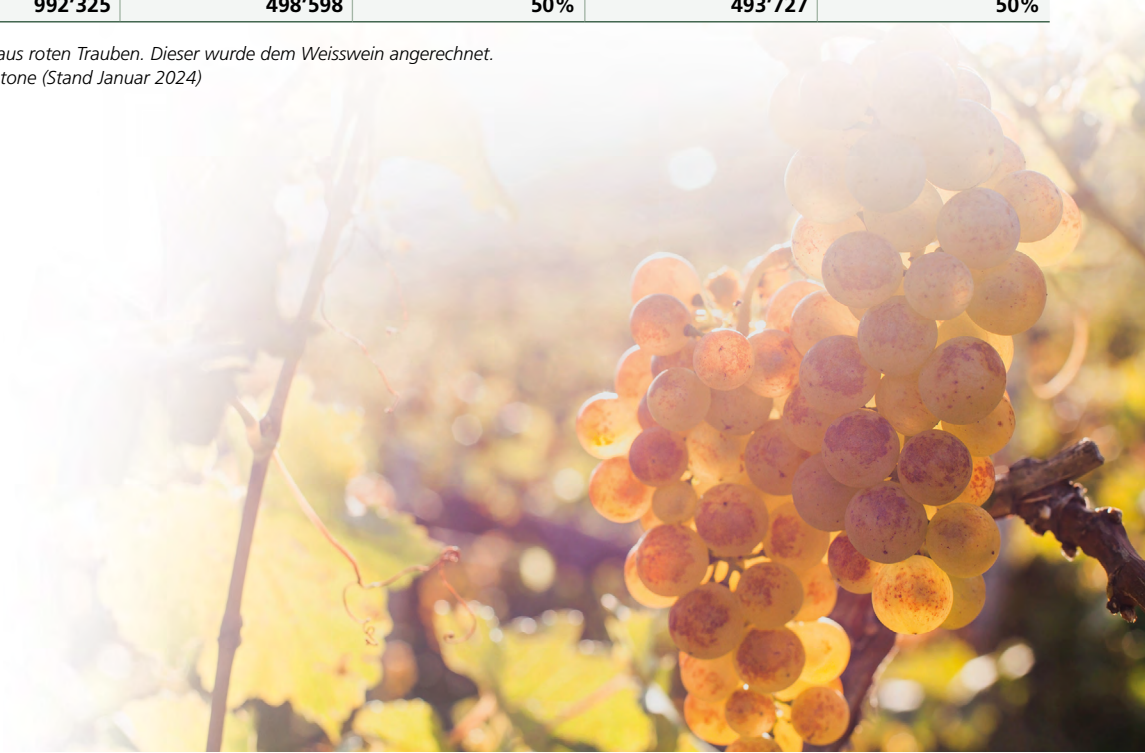 992’325 498’598 50% 493’727 50%
aus roten Trauben. Dieser wurde dem Weisswein angerechnet.
tone (Stand Januar 2024)